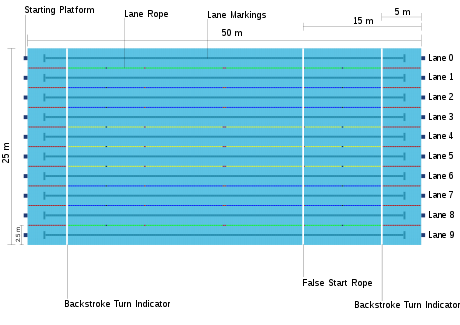 Starting Platform
Lane Rope
Lane Markings
5 m
15 m
50 m
25 m
2.5 m
Lane 0
Lane 1
Lane 2
Lane 3
Lane 4
Lane 5
Lane 6
Lane 7
Lane 8
Lane 9
False Start Rope
Backstroke Turn Indicator
Backstroke Turn Indicator